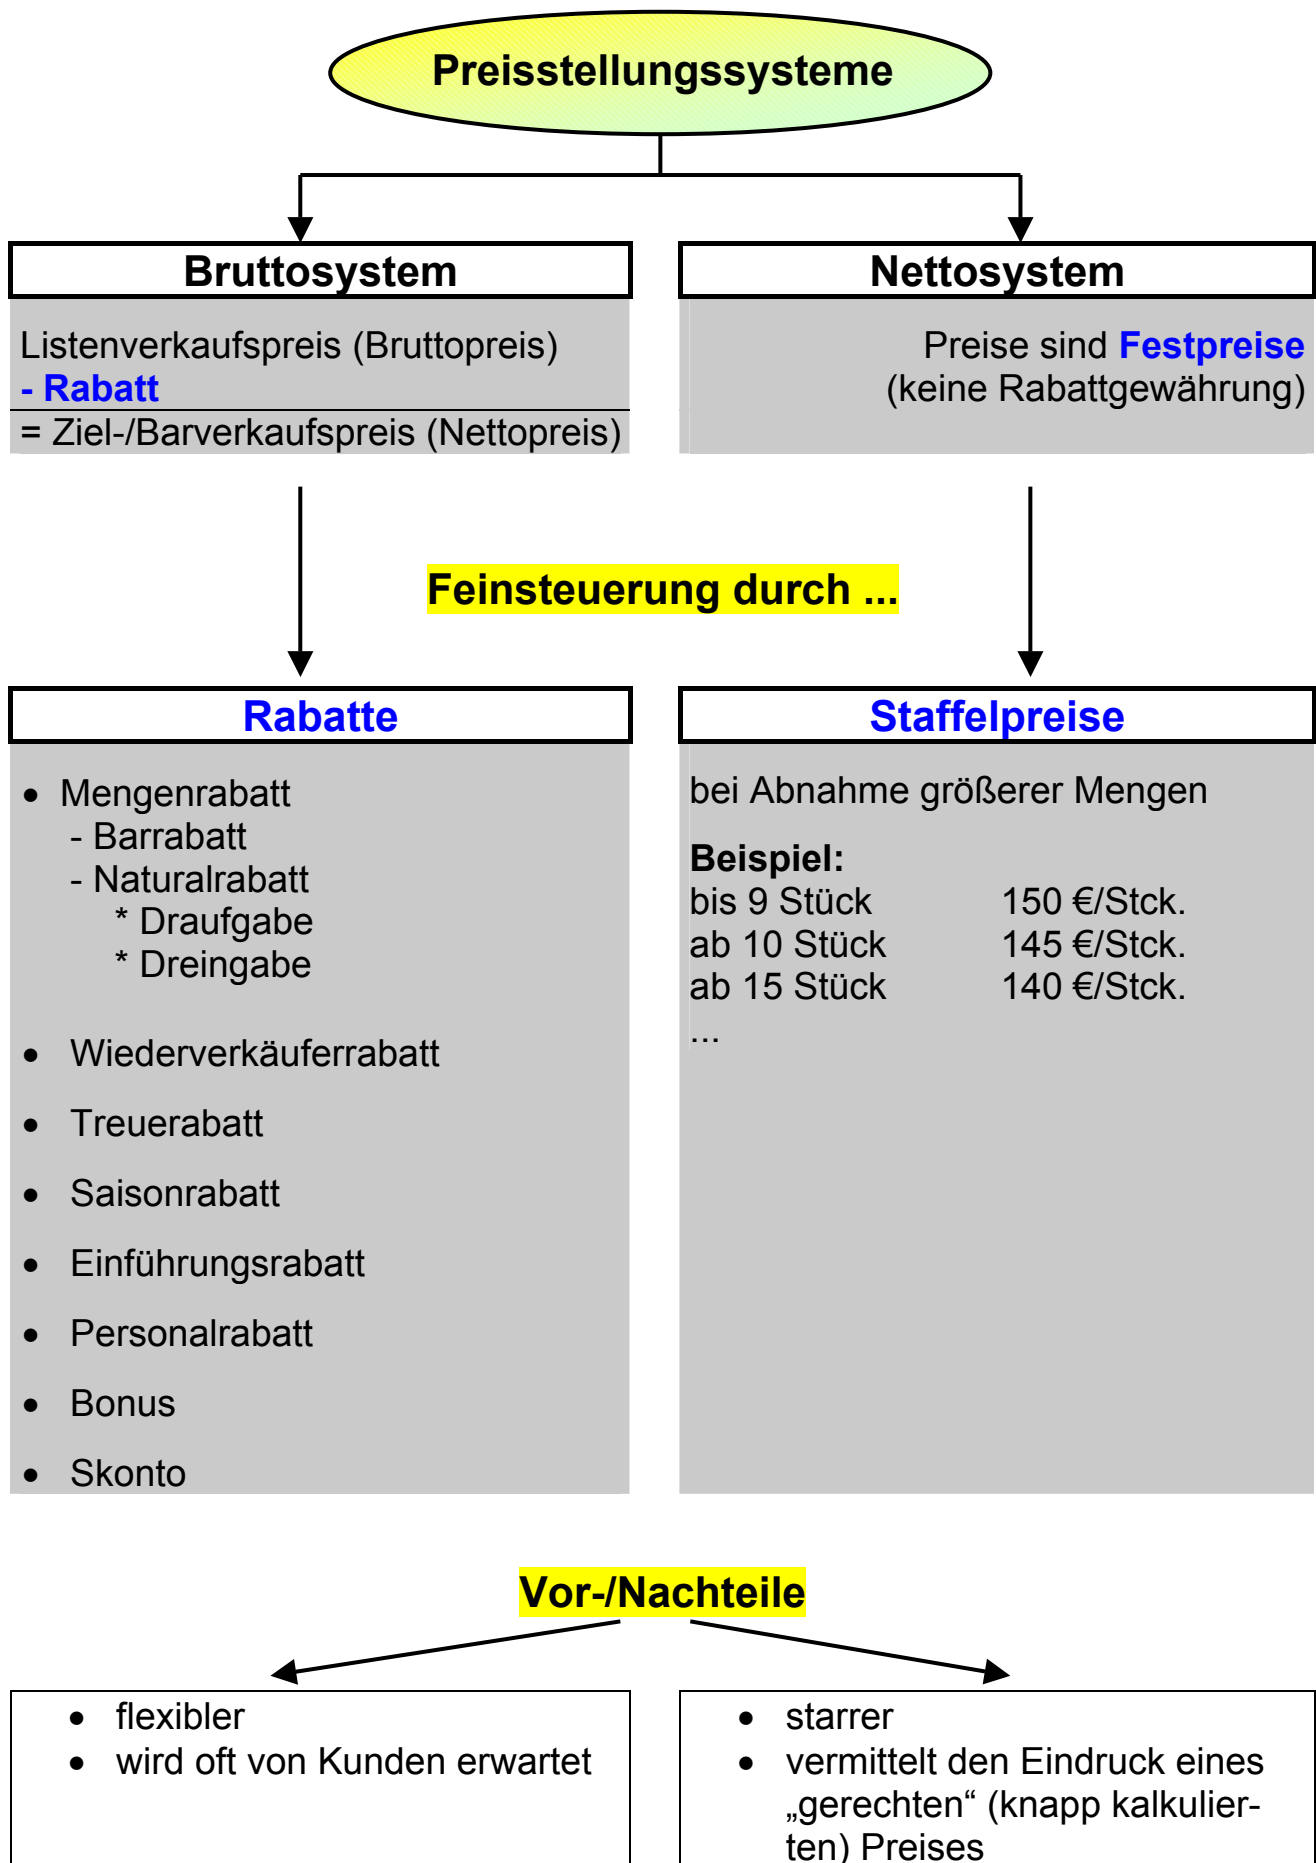 Preisstellungssysteme
Bruttosystem
Listenverkaufspreis (Bruttopreis)
- Rabatt
= Ziel-/Barverkaufspreis (Nettopreis)
Nettosystem
Preise sind Festpreise
(keine Rabattgewährung)
Feinsteuerung durch ...
Rabatte
• Mengenrabatt
- Barrabatt
- Naturalrabatt
* Draufgabe
* Dreingabe
• Wiederverkäuferrabatt
• Treuerabatt
• Saisonrabatt
• Einführungsrabatt
• Personalrabatt
• Bonus
• Skonto
Staffelpreise
bei Abnahme größerer Mengen
Beispiel:
bis 9 Stück 150 €/Stck.
ab 10 Stück 145 €/Stck.
ab 15 Stück 140 €/Stck.
...
Vor-/Nachteile
• flexibler
• wird oft von Kunden erwartet
• starrer
• vermittelt den Eindruck eines
„gerechten“ (knapp kalkulier-
ten) Preises